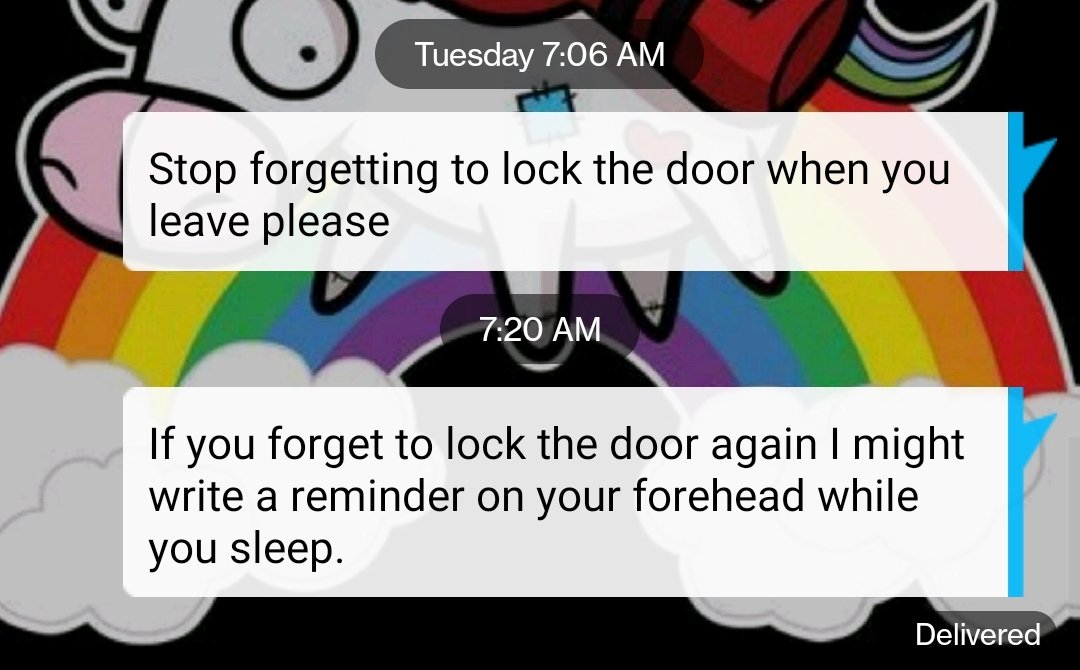 Tuesday 7:06 AM
Stop forgetting to lock the door when you
leave please
7:20 AM
If you forget to lock the door again I might
write a reminder on your forehead while
you sleep.
Delivered